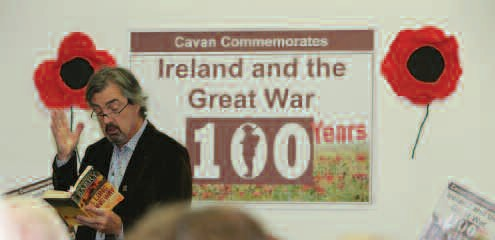 Cavan Commemorates
Ireland and the
Great War
100 Years